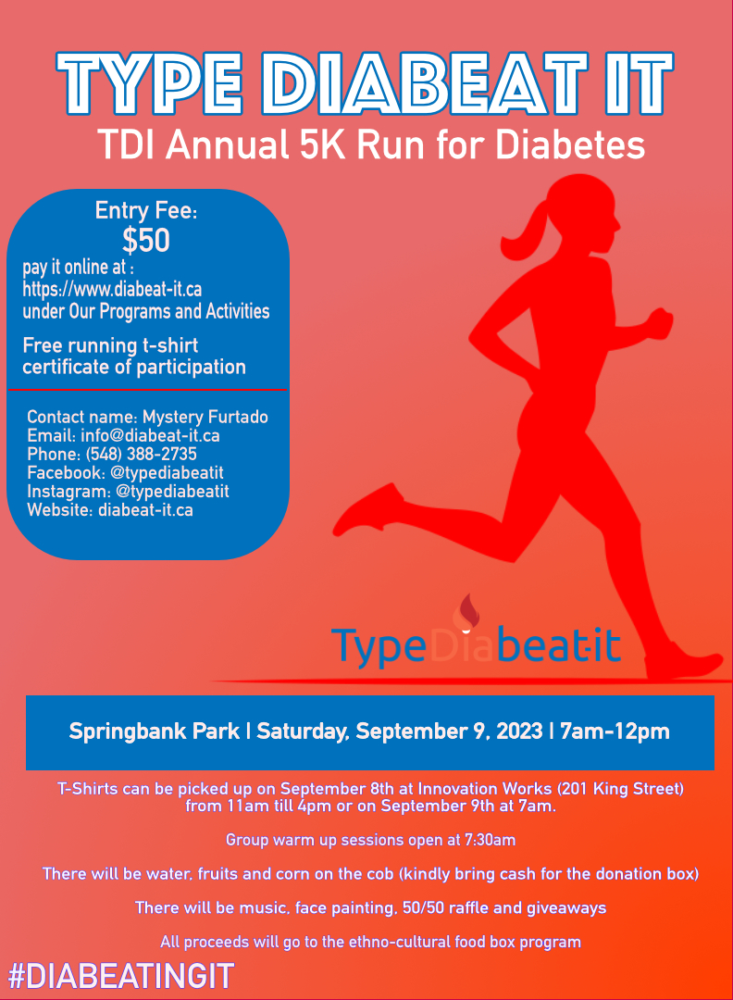 TYPE DIABEAT IT
TDI Annual 5K Run for Diabetes
Entry Fee:
$50
pay it online at :
https://www.diabeat-it.ca
under Our Programs and Activities
Free running t-shirt
certificate of participation
Contact name: Mystery Furtado
Email: info@diabeat-it.ca
Phone: (548) 388-2735
Facebook: @typediabeatit
Instagram: @typediabeatit
Website: diabeat-it.ca
TypeDiabeat-it
Springbank Park | Saturday, September 9, 2023 | 7am-12pm
T-Shirts can be picked up on September 8th at Innovation Works (201 King Street)
from 11am till 4pm or on September 9th at 7am.
Group warm up sessions open at 7:30am
There will be water, fruits and corn on the cob (kindly bring cash for the donation box)
There will be music, face painting, 50/50 raffle and giveaways
All proceeds will go to the ethno-cultural food box program
#DIABEATINGIT